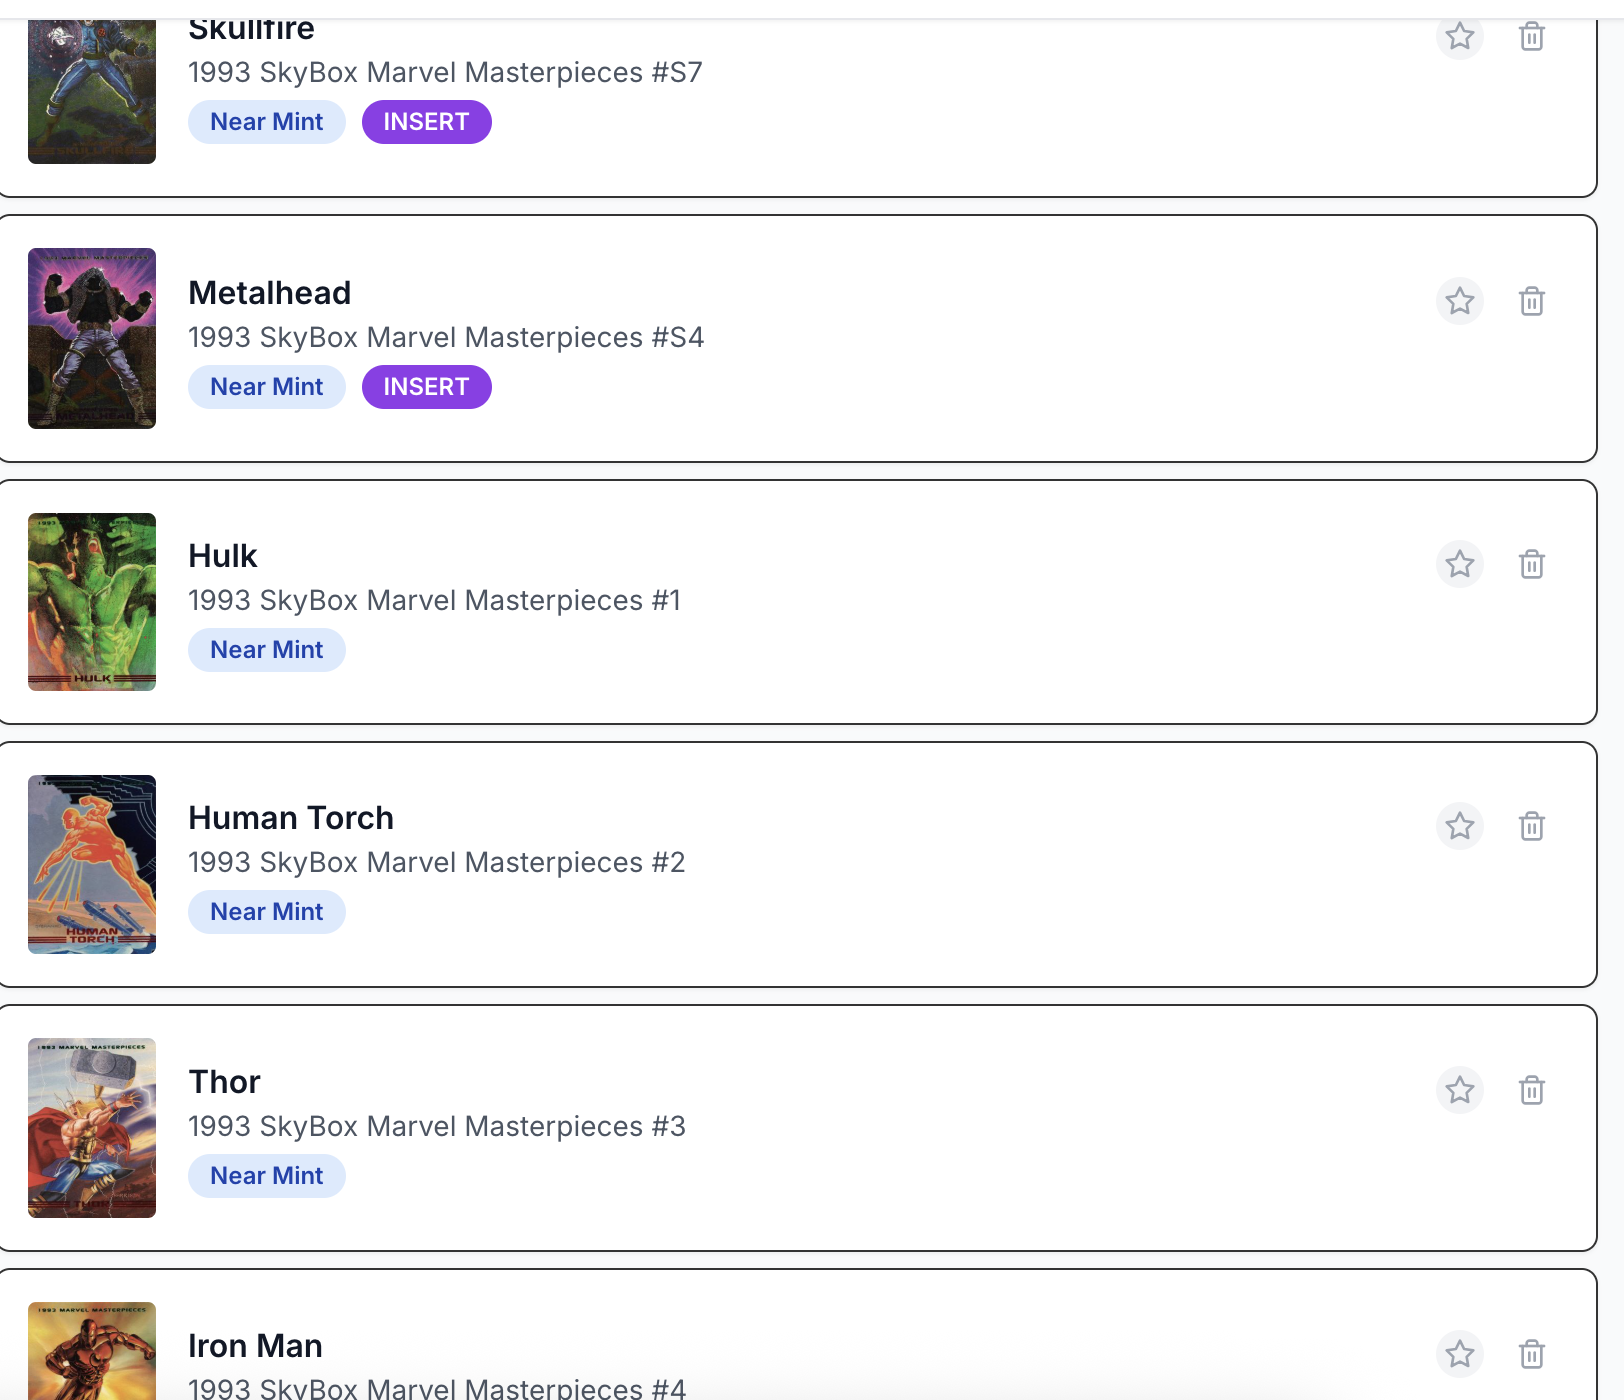 Skullfire
1993 SkyBox Marvel Masterpieces #S7
Near Mint INSERT
Metalhead
1993 SkyBox Marvel Masterpieces #S4
Near Mint INSERT
METALHEAD
Hulk
1993 SkyBox Marvel Masterpieces #1
Near Mint
HULK
Human Torch
1993 SkyBox Marvel Masterpieces #2
Near Mint
HUMAN
TORCH
1993 MARVEL MASTERPIECES
Thor
1993 SkyBox Marvel Masterpieces #3
Near Mint
THOR
1993 MARVEL MASTERPIECES
Iron Man
1993 SkyBox Marvel Masterpieces #4